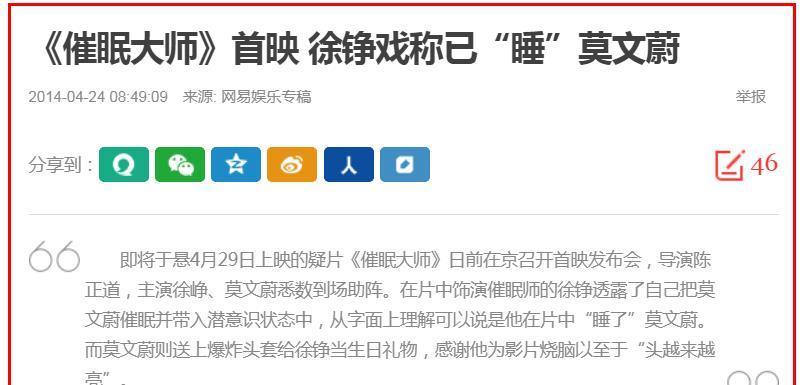 《催眠大师》首映 徐铮戏称已“睡”莫文蔚
2014-04-24 08:49:09 来源: 网易娱乐专稿 举报
分享到： 46
即将于悬4月29日上映的疑片《催眠大师》日前在京召开首映发布会，导演陈
正道，主演徐峥、莫文蔚悉数到场助阵。在片中饰演催眠师的徐铮透露了自己把莫
文蔚催眠并带入潜意识状态中，从字面上理解可以说是他在片中“睡了”莫文蔚。
而莫文蔚则送上爆炸头套给徐铮当生日礼物，感谢他为影片烧脑以至于“头越来越
亮”。